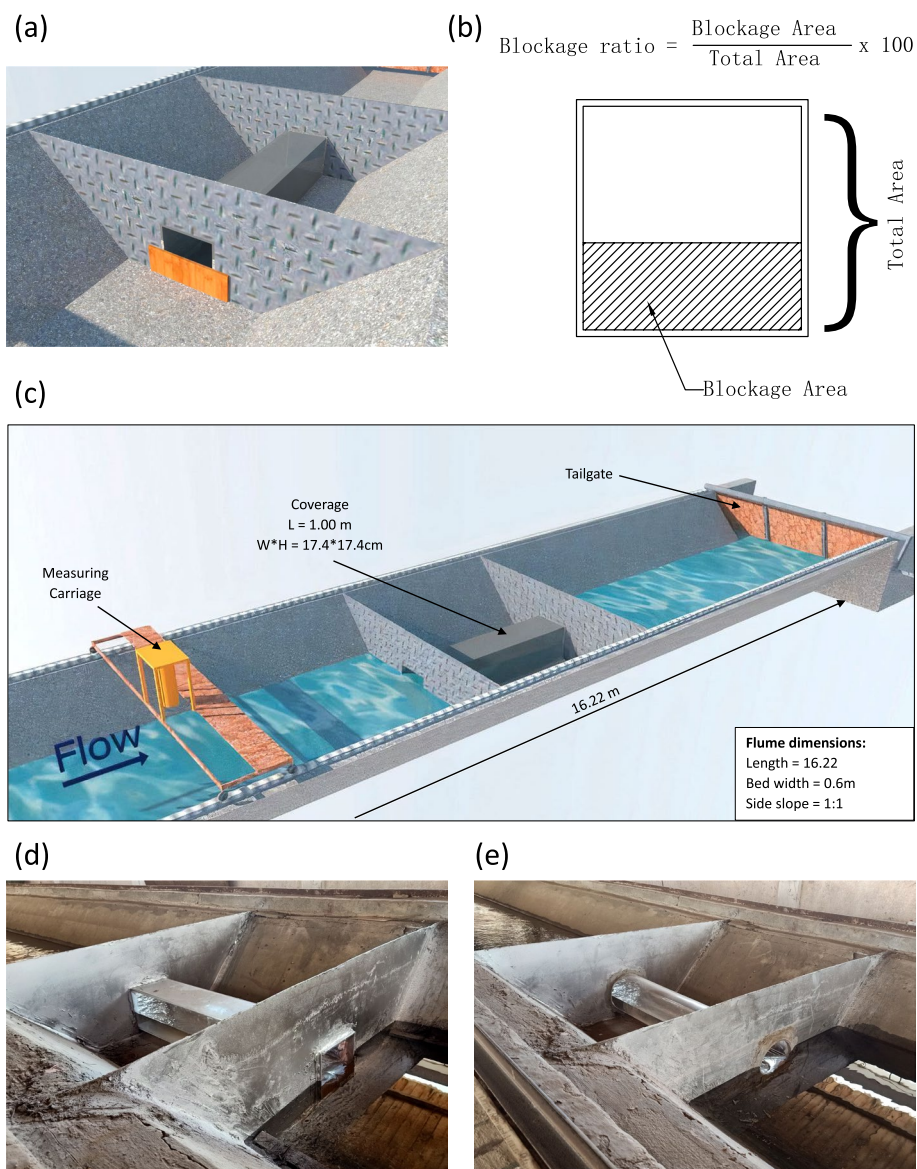 (a)
(b)
Blockage ratio = Blockage Area / Total Area x 100
Total Area
Blockage Area
(c)
Tailgate
Coverage
L = 1.00 m
W*H = 17.4*17.4cm
Measuring
Carriage
16.22 m
Flow
Flume dimensions:
Length = 16.22
Bed width = 0.6m
Side slope = 1:1
(d)
(e)